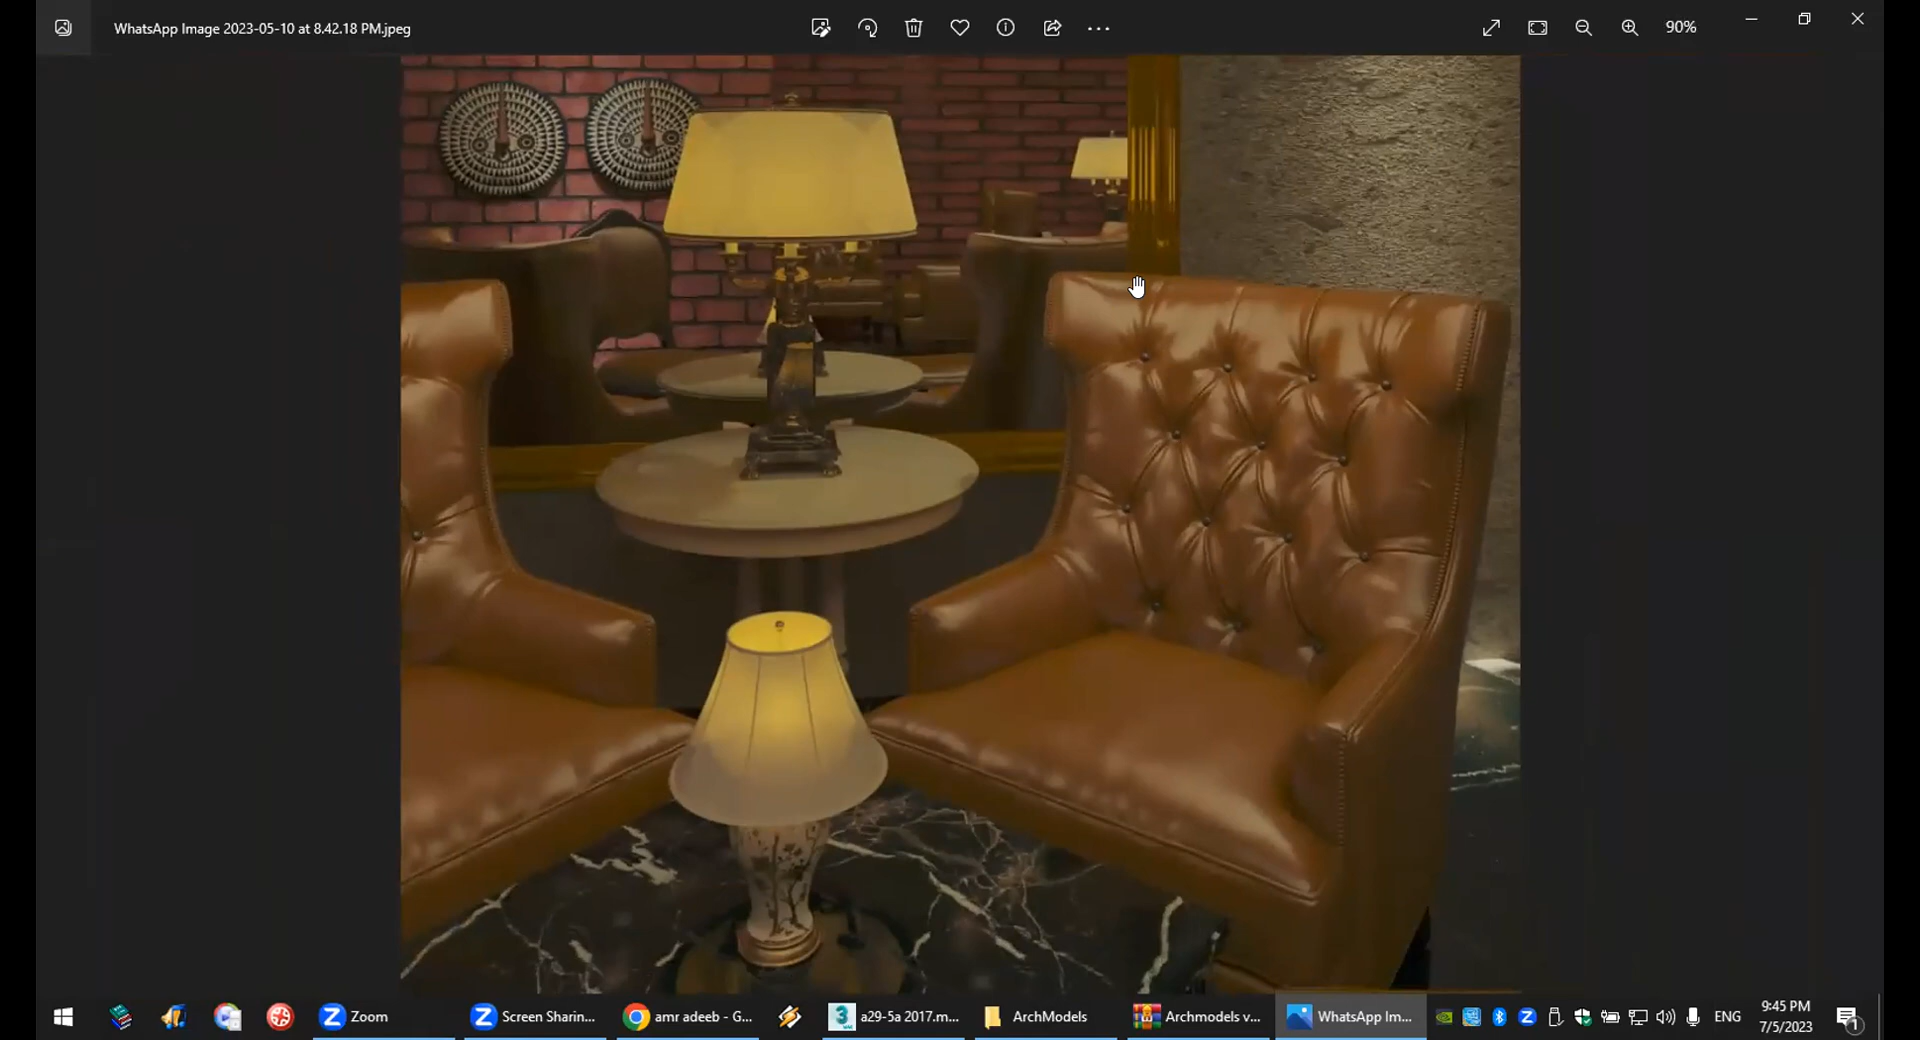 WhatsApp Image 2023-05-10 at 8.42.18 PM.jpeg
90%
Zoom
Screen Sharin...
amr adeeb - G...
a29-5a 2017.m...
ArchModels
Archmodels v...
WhatsApp Im...
ENG
9:45 PM
7/5/2023
1